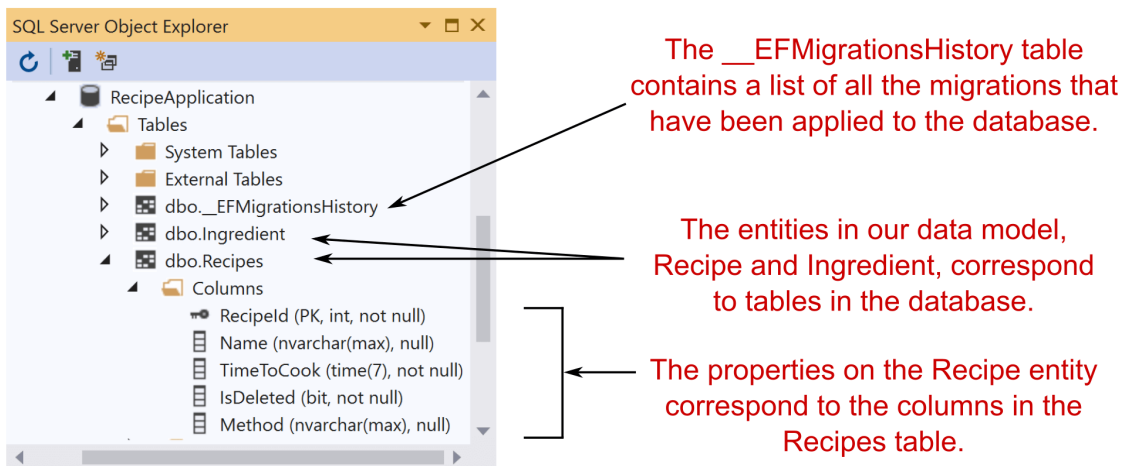 SQL Server Object Explorer
RecipeApplication
Tables
System Tables
External Tables
dbo.__EFMigrationsHistory
dbo.Ingredient
dbo.Recipes
Columns
RecipeId (PK, int, not null)
Name (nvarchar(max), null)
TimeToCook (time(7), not null)
IsDeleted (bit, not null)
Method (nvarchar(max), null)
The __EFMigrationsHistory table
contains a list of all the migrations that
have been applied to the database.
The entities in our data model,
Recipe and Ingredient, correspond
to tables in the database.
The properties on the Recipe entity
correspond to the columns in the
Recipes table.